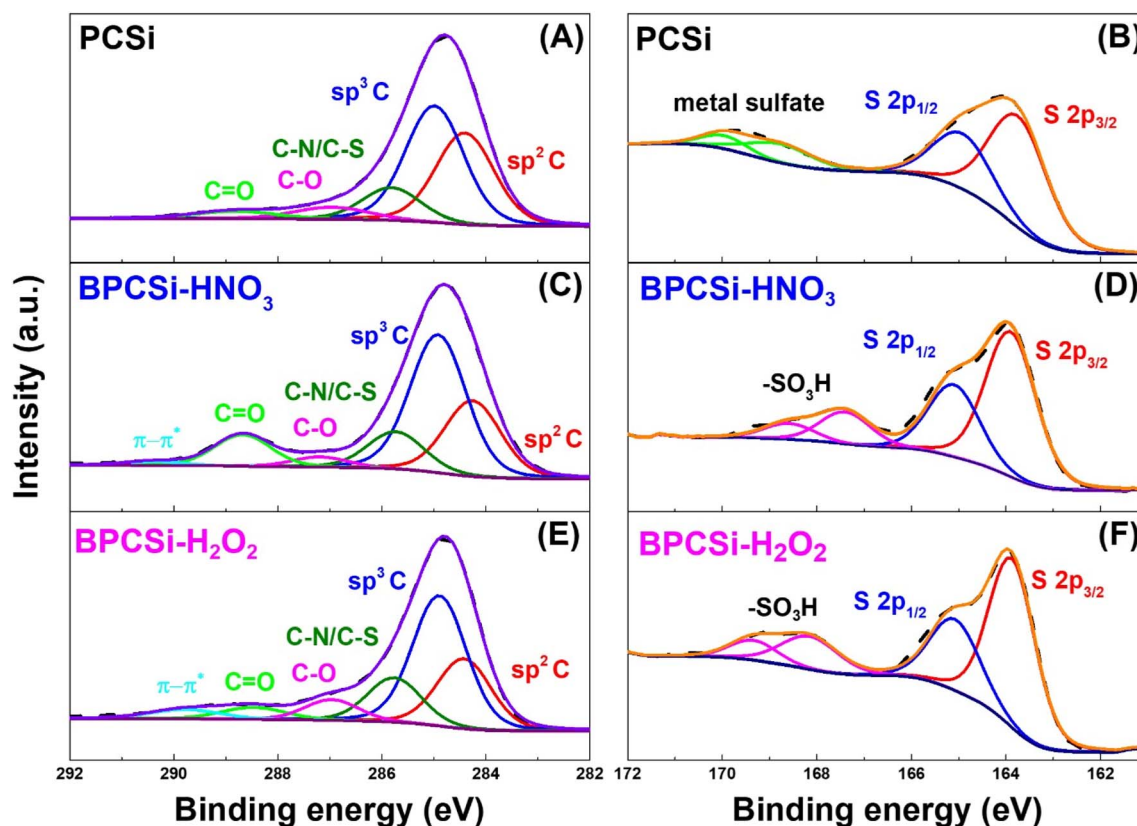 PCSi
(A)
sp³ C
C-N/C-S
sp² C
C=O
C-O
PCSi
(B)
metal sulfate
S 2p₁/₂
S 2p₃/₂
BPCSi-HNO₃
(C)
sp³ C
C-N/C-S
C=O
C-O
π–π*
sp² C
BPCSi-HNO₃
(D)
S 2p₁/₂
S 2p₃/₂
-SO₃H
BPCSi-H₂O₂
(E)
sp³ C
C-N/C-S
C-O
π–π*
C=O
sp² C
BPCSi-H₂O₂
(F)
-SO₃H
S 2p₁/₂
S 2p₃/₂
Intensity (a.u.)
292 290 288 286 284 282
172 170 168 166 164 162
Binding energy (eV)
Binding energy (eV)